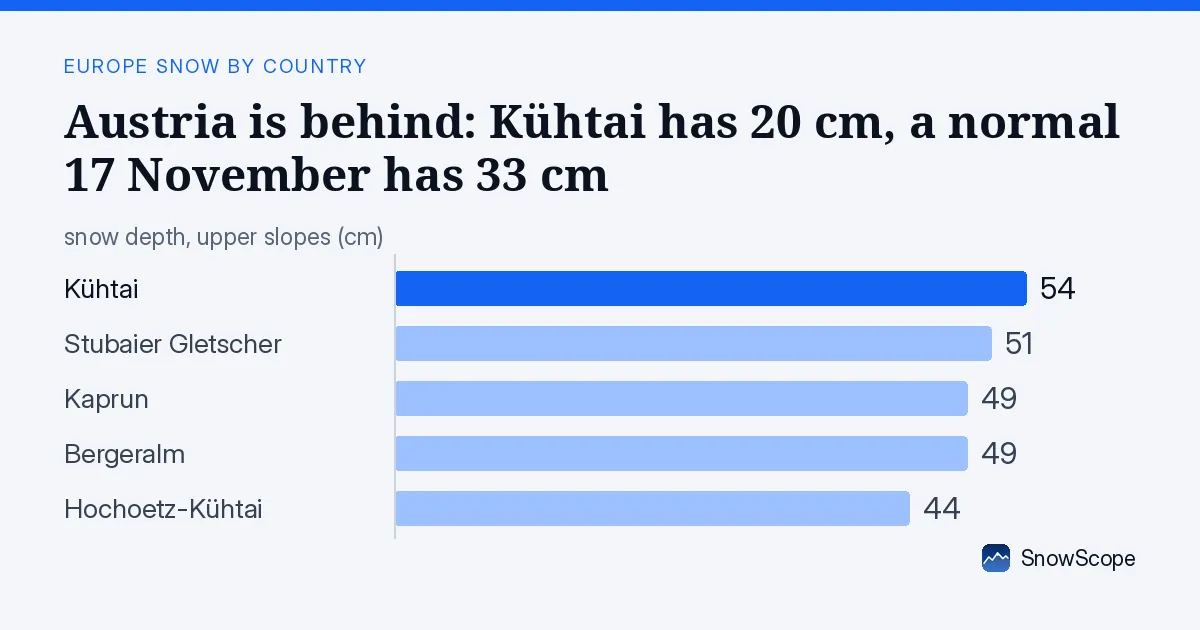 EUROPE SNOW BY COUNTRY
Austria is behind: Kühtai has 20 cm, a normal
17 November has 33 cm
snow depth, upper slopes (cm)
Kühtai 54
Stubaier Gletscher 51
Kaprun 49
Bergeralm 49
Hochoetz-Kühtai 44
SnowScope